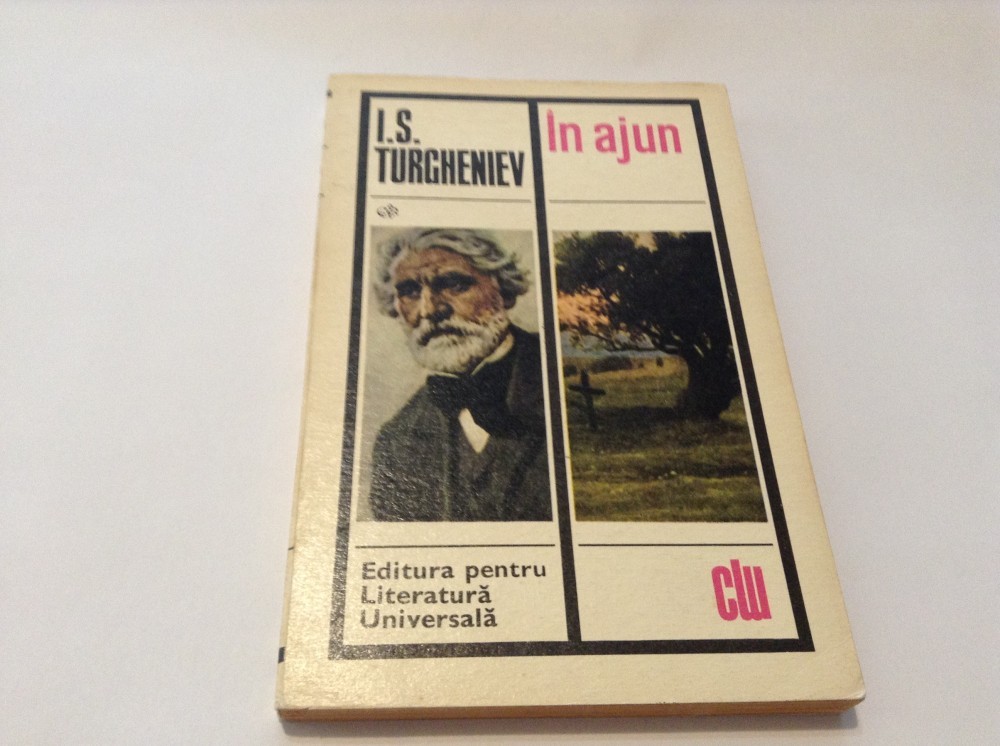 I.S.
TURGHENIEV
În ajun
Editura pentru
Literatură
Universală
clu